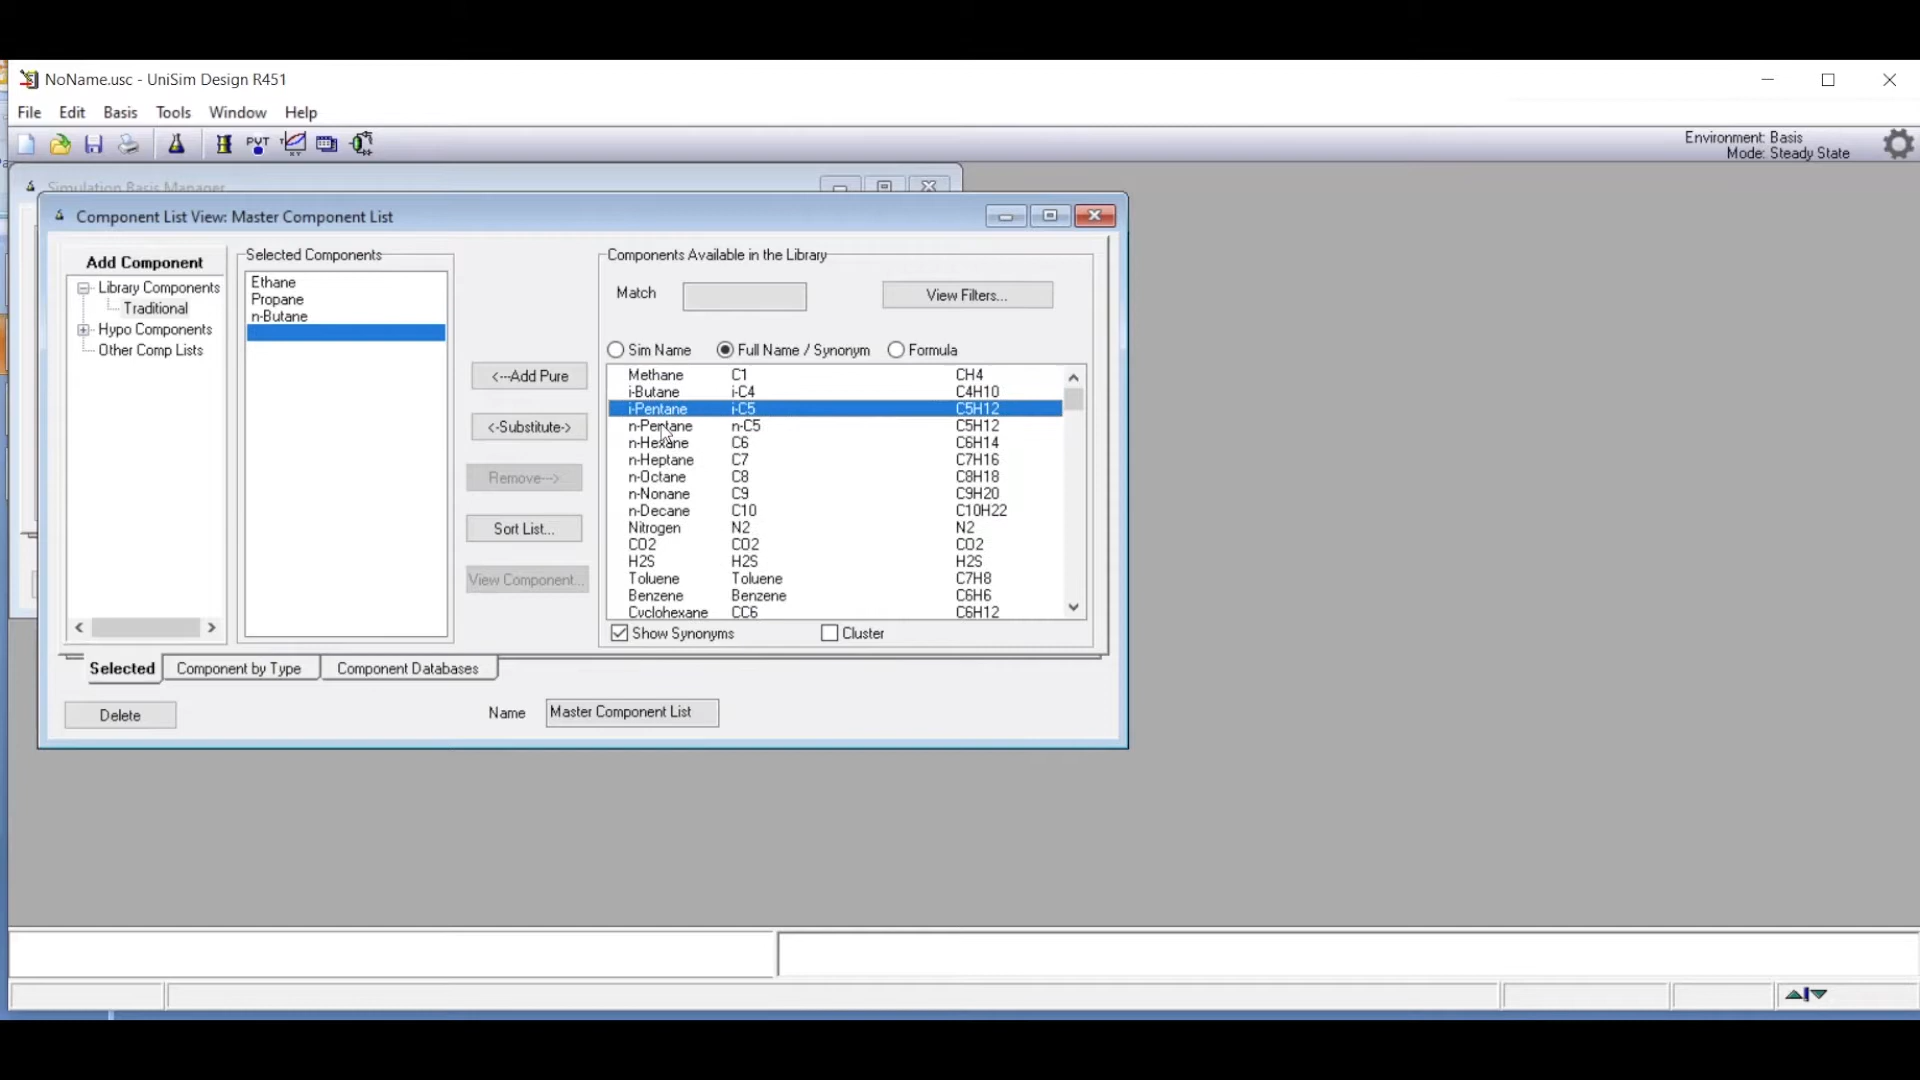 NoName.usc - UniSim Design R451
File Edit Basis Tools Window Help
PVT
Environment: Basis
Mode: Steady State
Simulation Basis Manager
Component List View: Master Component List
Add Component
Library Components
Traditional
Hypo Components
Other Comp Lists
Selected Components
Ethane
Propane
n-Butane
<---Add Pure
<-Substitute->
Remove--->
Sort List...
View Component...
Components Available in the Library
Match
View Filters...
Sim Name Full Name / Synonym Formula
Methane C1 CH4
i-Butane i-C4 C4H10
i-Pentane i-C5 C5H12
n-Pentane n-C5 C5H12
n-Hexane C6 C6H14
n-Heptane C7 C7H16
n-Octane C8 C8H18
n-Nonane C9 C9H20
n-Decane C10 C10H22
Nitrogen N2 N2
CO2 CO2 CO2
H2S H2S H2S
Toluene Toluene C7H8
Benzene Benzene C6H6
Cyclohexane CC6 C6H12
Show Synonyms Cluster
Selected Component by Type Component Databases
Delete
Name Master Component List